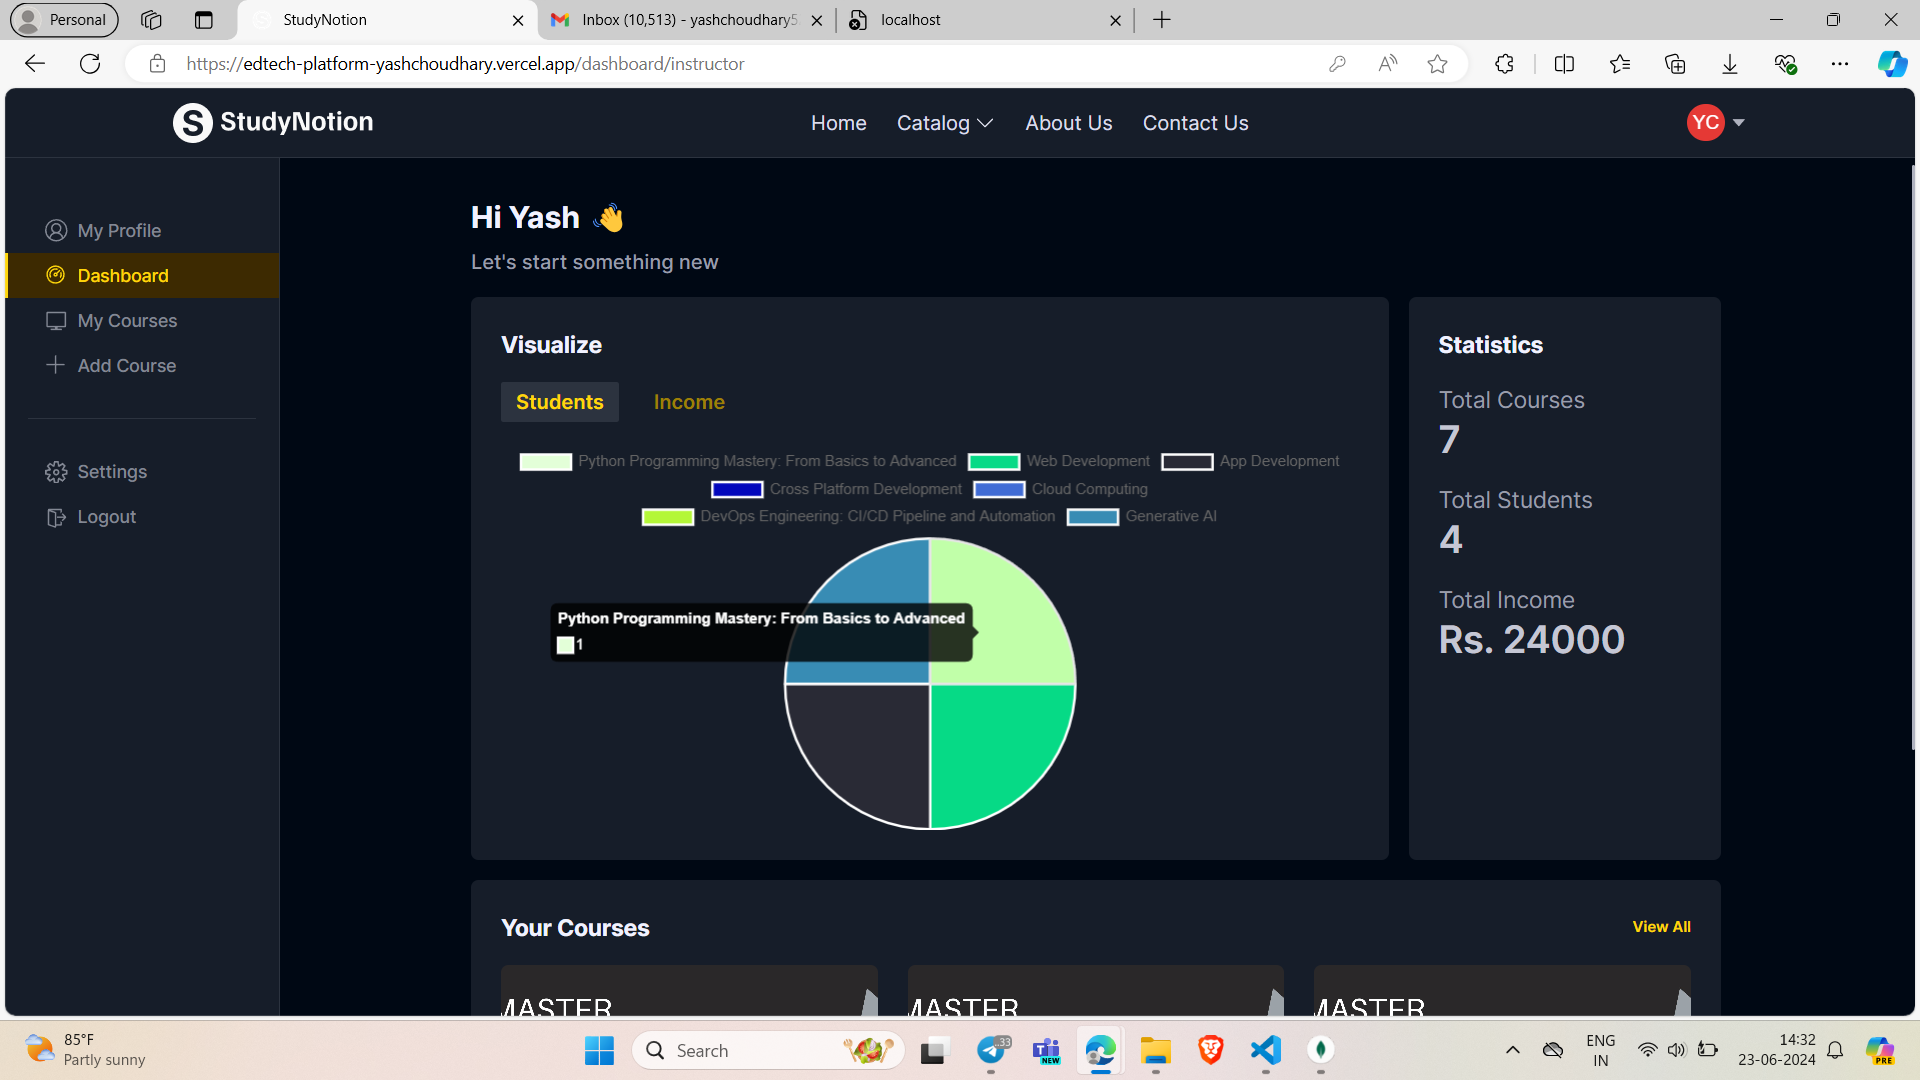 Personal
StudyNotion
Inbox (10,513) - yashchoudhary5
localhost
https://edtech-platform-yashchoudhary.vercel.app/dashboard/instructor
S StudyNotion
Home Catalog About Us Contact Us
YC
My Profile
Dashboard
My Courses
Add Course
Settings
Logout
Hi Yash 👋
Let's start something new
Visualize
Students Income
Python Programming Mastery: From Basics to Advanced Web Development App Development
Cross Platform Development Cloud Computing
DevOps Engineering: CI/CD Pipeline and Automation Generative AI
Python Programming Mastery: From Basics to Advanced
1
Statistics
Total Courses
7
Total Students
4
Total Income
Rs. 24000
Your Courses
View All
MASTER
MASTER
MASTER
85°F
Partly sunny
Search
..33
NEW
ENG
IN
14:32
23-06-2024
PRE